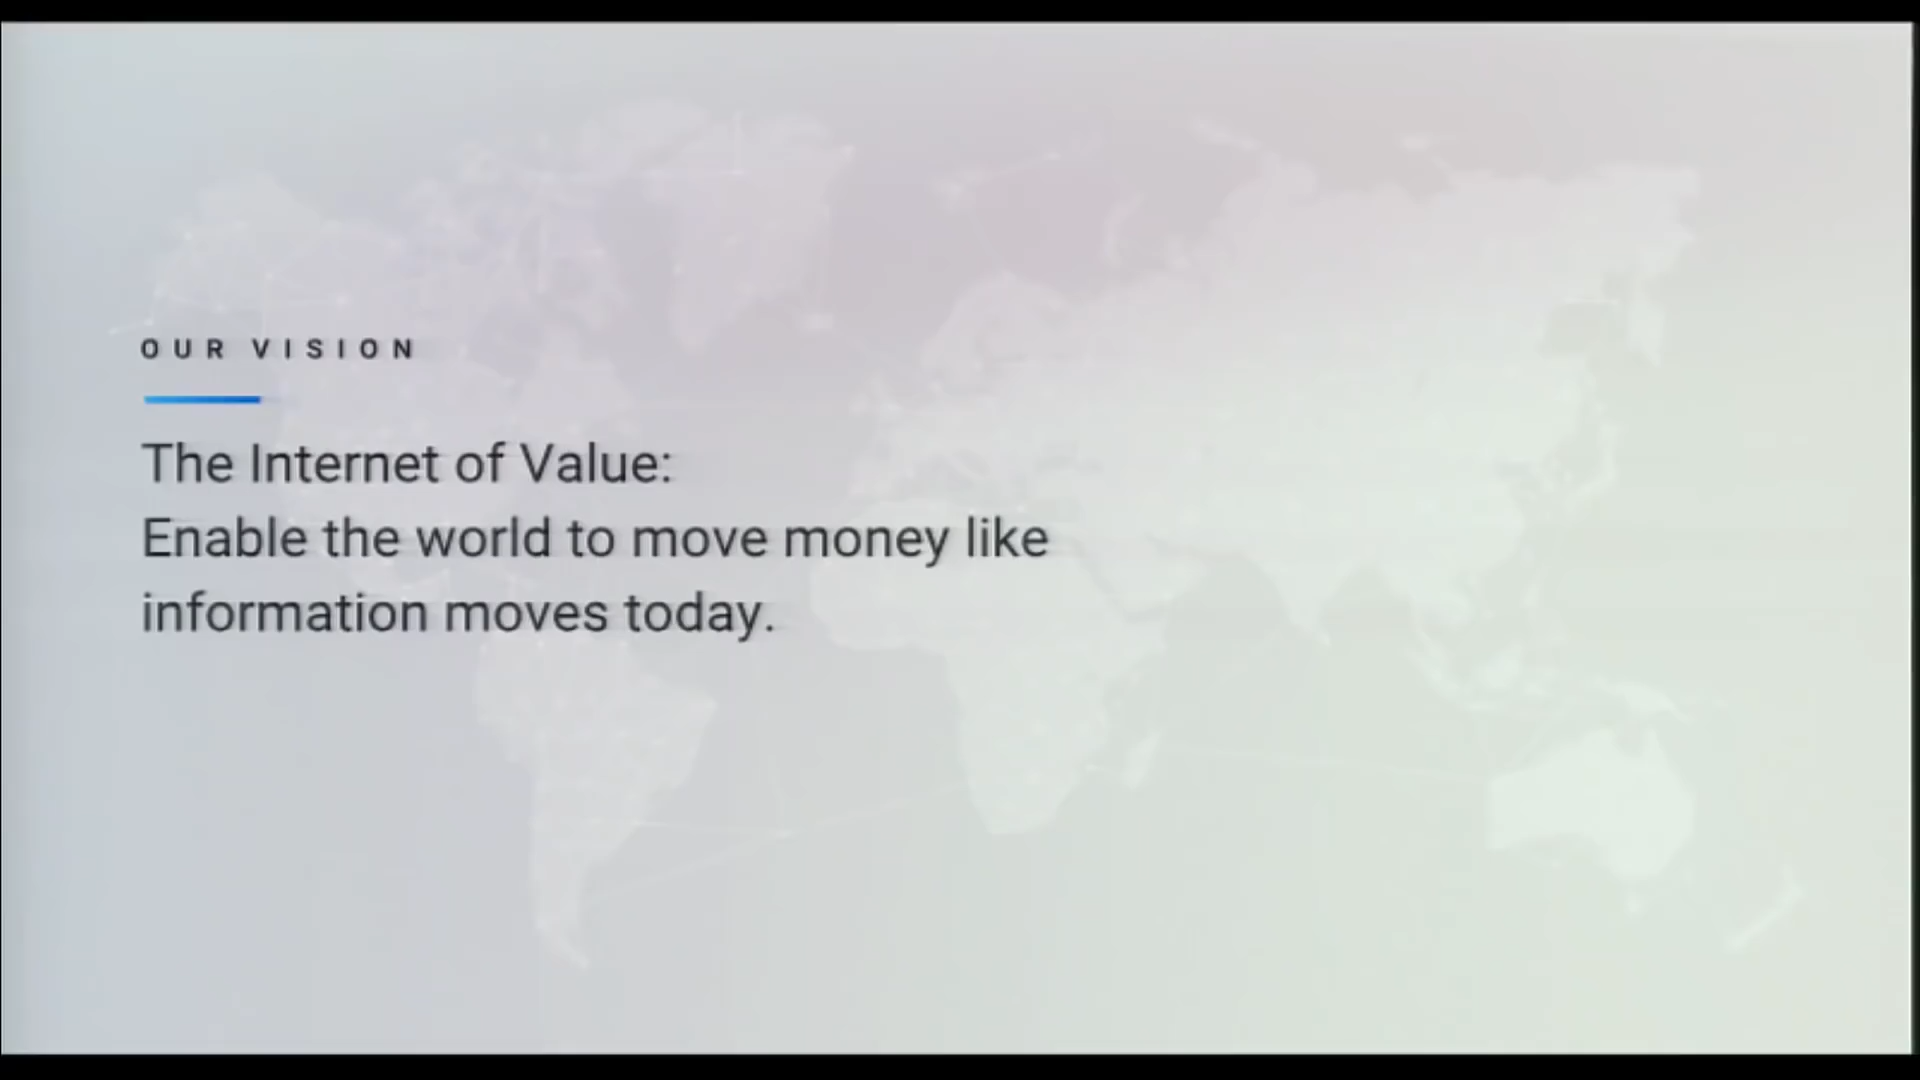 OUR VISION
The Internet of Value:
Enable the world to move money like
information moves today.